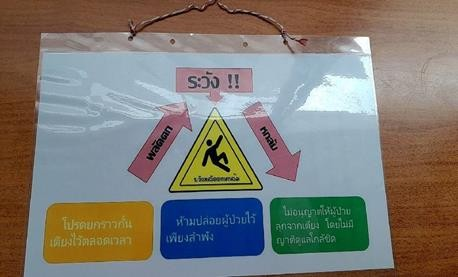 ระวัง !!
พลัดตก
หกล้ม
โปรดยกราวกั้น
เตียงไว้ตลอดเวลา
ห้ามปล่อยผู้ป่วยไว้
เพียงลำพัง
ไม่อนุญาตให้ผู้ป่วย
ลุกจากเตียง โดยไม่มี
ญาติดูแลใกล้ชิด